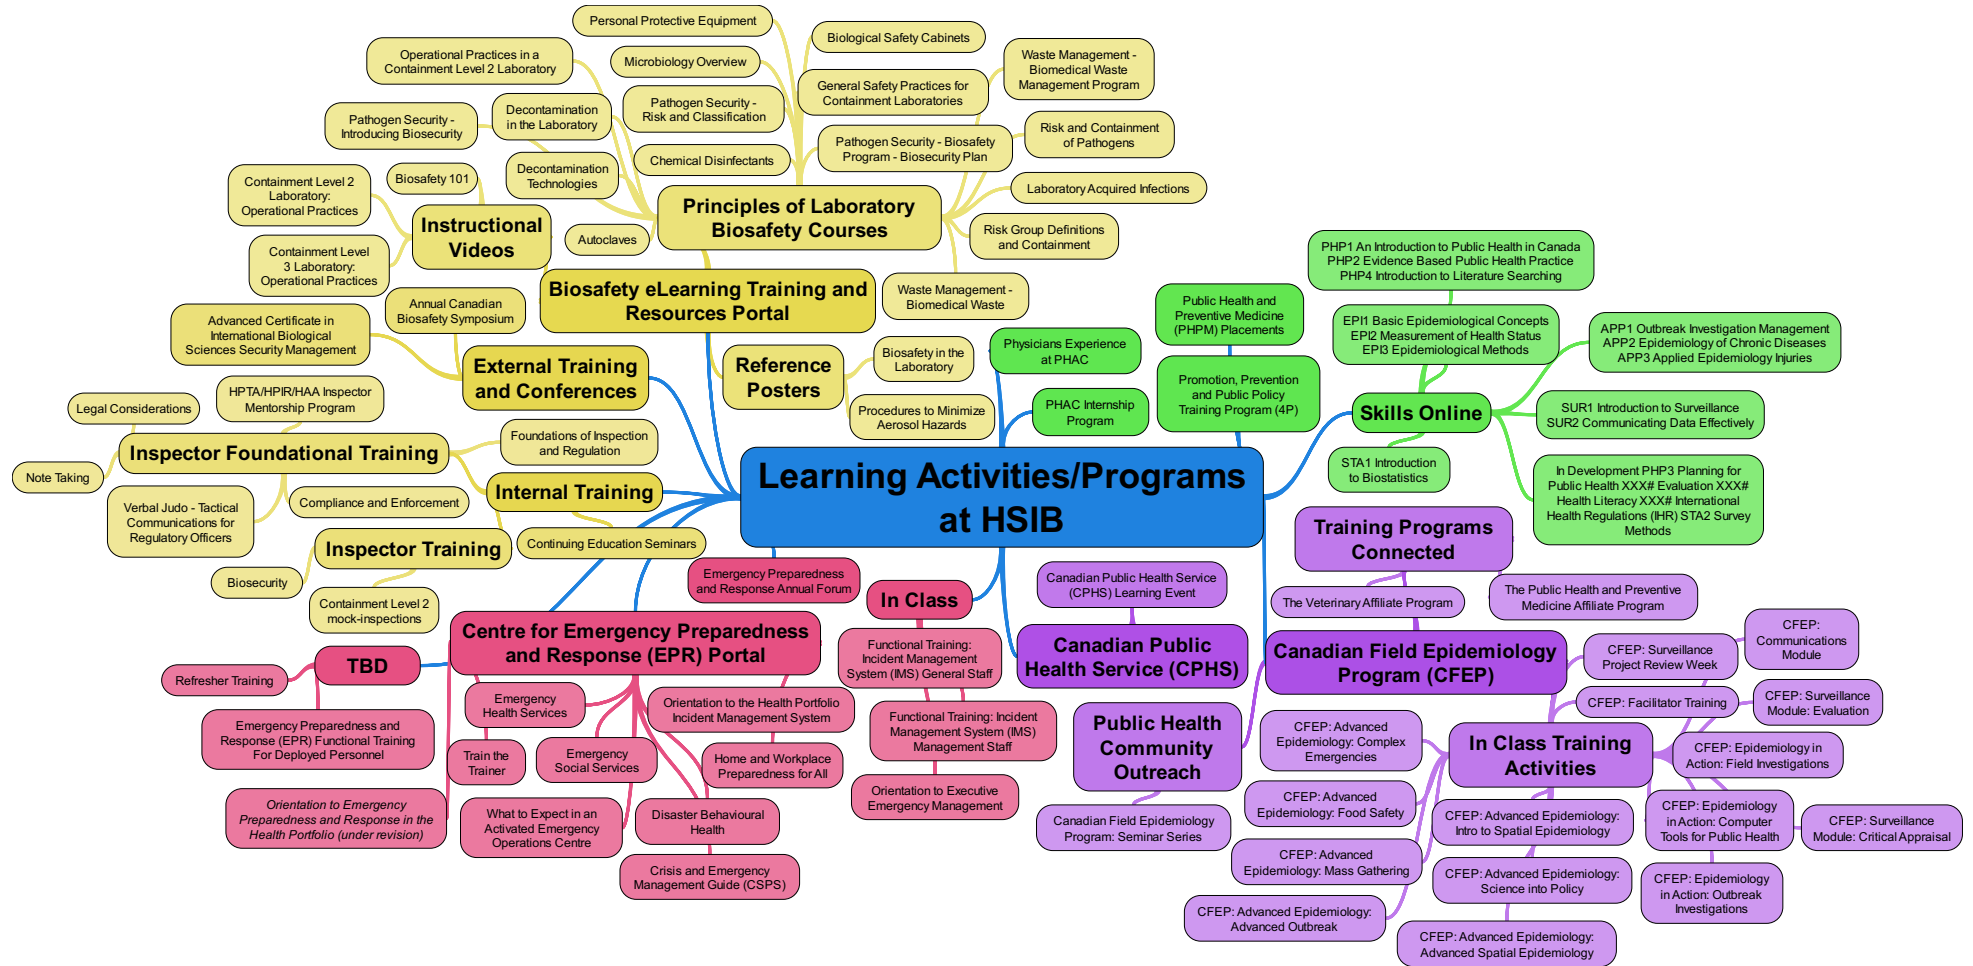 Personal Protective Equipment
Biological Safety Cabinets
Operational Practices in a
Containment Level 2 Laboratory
Microbiology Overview
Waste Management -
Biomedical Waste
Management Program
General Safety Practices for
Containment Laboratories
Pathogen Security -
Risk and Classification
Decontamination
in the Laboratory
Pathogen Security -
Introducing Biosecurity
Risk and Containment
of Pathogens
Pathogen Security - Biosafety
Program - Biosecurity Plan
Chemical Disinfectants
Decontamination
Technologies
Laboratory Acquired Infections
Biosafety 101
Containment Level 2
Laboratory:
Operational Practices
Principles of Laboratory
Biosafety Courses
Instructional
Videos
Autoclaves
Risk Group Definitions
and Containment
Containment Level
3 Laboratory:
Operational Practices
Biosafety eLearning Training and
Resources Portal
Waste Management -
Biomedical Waste
Annual Canadian
Biosafety Symposium
Advanced Certificate in
International Biological
Sciences Security Management
External Training
and Conferences
Reference
Posters
Biosafety in the
Laboratory
Procedures to Minimize
Aerosol Hazards
Physicians Experience
at PHAC
PHAC Internship
Program
Public Health and
Preventive Medicine
(PHPM) Placements
Promotion, Prevention
and Public Policy
Training Program (4P)
PHP1 An Introduction to Public Health in Canada
PHP2 Evidence Based Public Health Practice
PHP4 Introduction to Literature Searching
EPI1 Basic Epidemiological Concepts
EPI2 Measurement of Health Status
EPI3 Epidemiological Methods
APP1 Outbreak Investigation Management
APP2 Epidemiology of Chronic Diseases
APP3 Applied Epidemiology Injuries
Skills Online
SUR1 Introduction to Surveillance
SUR2 Communicating Data Effectively
STA1 Introduction
to Biostatistics
In Development PHP3 Planning for
Public Health XXX# Evaluation XXX#
Health Literacy XXX# International
Health Regulations (IHR) STA2 Survey
Methods
HPTA/HPIR/HAA Inspector
Mentorship Program
Legal Considerations
Inspector Foundational Training
Foundations of Inspection
and Regulation
Note Taking
Internal Training
Compliance and Enforcement
Verbal Judo - Tactical
Communications for
Regulatory Officers
Inspector Training
Continuing Education Seminars
Biosecurity
Containment Level 2
mock-inspections
Learning Activities/Programs
at HSIB
Emergency Preparedness
and Response Annual Forum
In Class
Functional Training:
Incident Management
System (IMS) General Staff
Functional Training: Incident
Management System (IMS)
Management Staff
Orientation to Executive
Emergency Management
Centre for Emergency Preparedness
and Response (EPR) Portal
TBD
Refresher Training
Emergency Preparedness and
Response (EPR) Functional Training
For Deployed Personnel
Orientation to Emergency
Preparedness and Response in the
Health Portfolio (under revision)
Emergency
Health Services
Orientation to the Health Portfolio
Incident Management System
Train the
Trainer
Emergency
Social Services
Home and Workplace
Preparedness for All
What to Expect in an
Activated Emergency
Operations Centre
Disaster Behavioural
Health
Crisis and Emergency
Management Guide (CSPS)
Canadian Public Health Service
(CPHS) Learning Event
Canadian Public
Health Service (CPHS)
Training Programs
Connected
The Veterinary Affiliate Program
The Public Health and Preventive
Medicine Affiliate Program
Canadian Field Epidemiology
Program (CFEP)
Public Health
Community
Outreach
Canadian Field Epidemiology
Program: Seminar Series
CFEP: Surveillance
Project Review Week
CFEP:
Communications
Module
CFEP: Facilitator Training
CFEP: Surveillance
Module: Evaluation
In Class Training
Activities
CFEP: Epidemiology in
Action: Field Investigations
CFEP: Advanced
Epidemiology: Complex
Emergencies
CFEP: Advanced
Epidemiology: Food Safety
CFEP: Advanced Epidemiology:
Intro to Spatial Epidemiology
CFEP: Epidemiology
in Action: Computer
Tools for Public Health
CFEP: Surveillance
Module: Critical Appraisal
CFEP: Advanced
Epidemiology: Mass Gathering
CFEP: Advanced Epidemiology:
Science into Policy
CFEP: Epidemiology
in Action: Outbreak
Investigations
CFEP: Advanced Epidemiology:
Advanced Outbreak
CFEP: Advanced Epidemiology:
Advanced Spatial Epidemiology